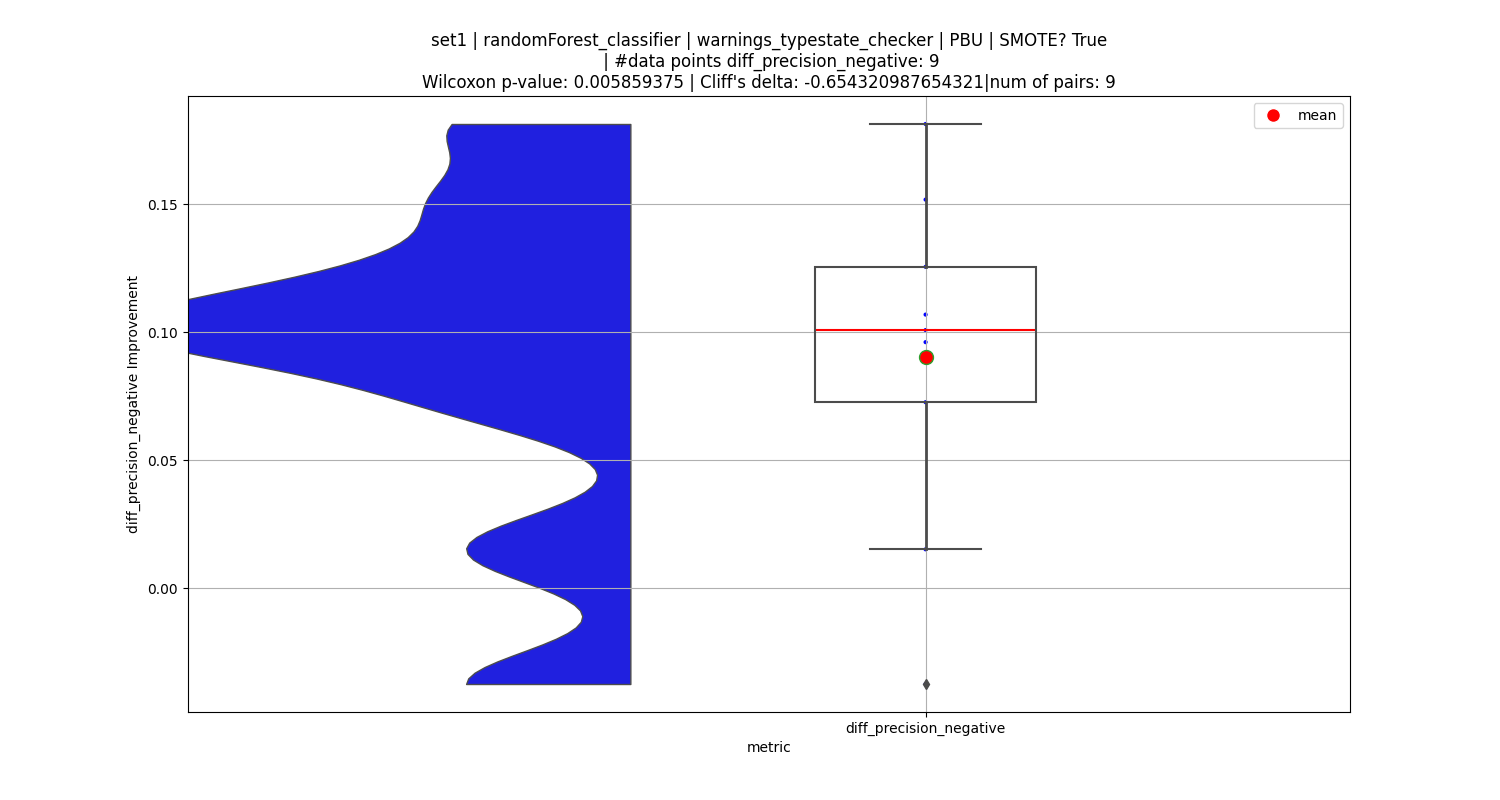 set1 | randomForest_classifier | warnings_typestate_checker | PBU | SMOTE? True
| #data points diff_precision_negative: 9
Wilcoxon p-value: 0.005859375 | Cliff's delta: -0.654320987654321|num of pairs: 9
mean
0.15
0.10
0.05
0.00
diff_precision_negative Improvement
diff_precision_negative
metric